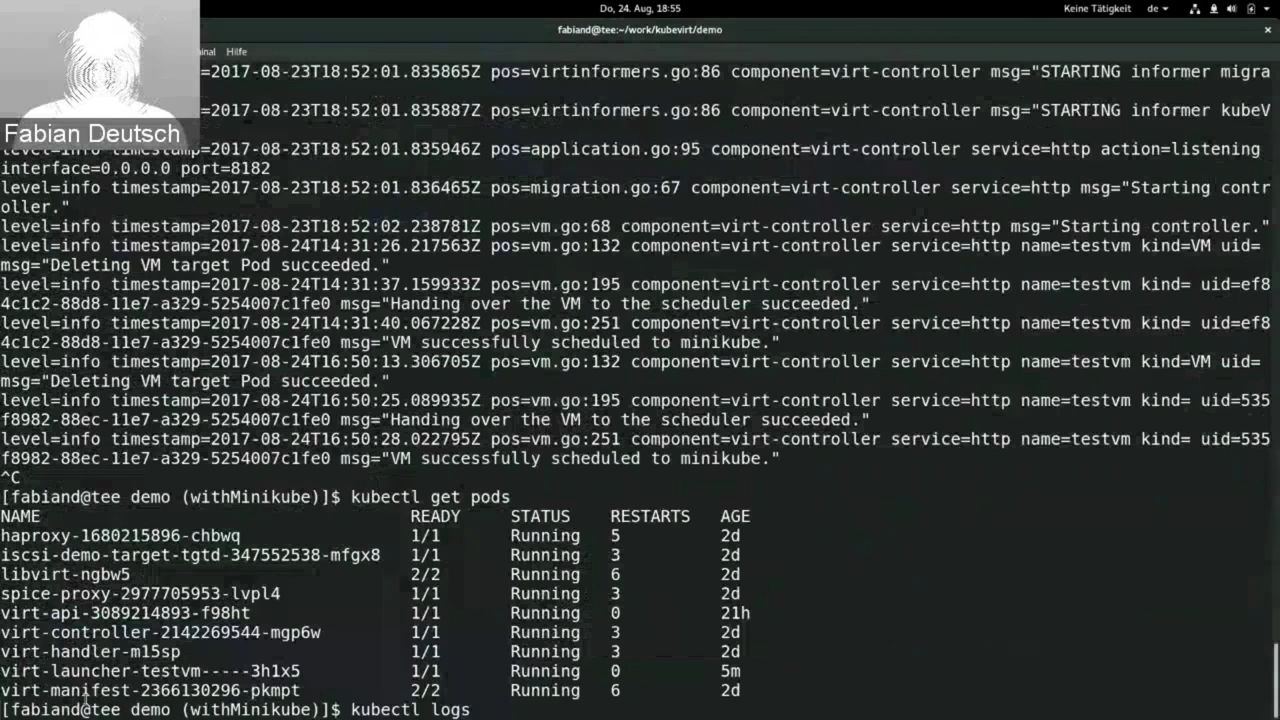 Do, 24. Aug, 18:55
Keine Tätigkeit de
fabiand@tee:~/work/kubevirt/demo
inal Hilfe
=2017-08-23T18:52:01.835865Z pos=virtinformers.go:86 component=virt-controller msg="STARTING informer migra
=2017-08-23T18:52:01.835887Z pos=virtinformers.go:86 component=virt-controller msg="STARTING informer kubeV
Fabian Deutsch
level=info timestamp=2017-08-23T18:52:01.835946Z pos=application.go:95 component=virt-controller service=http action=listening
interface=0.0.0.0 port=8182
level=info timestamp=2017-08-23T18:52:01.836465Z pos=migration.go:67 component=virt-controller service=http msg="Starting contr
oller."
level=info timestamp=2017-08-23T18:52:02.238781Z pos=vm.go:68 component=virt-controller service=http msg="Starting controller."
level=info timestamp=2017-08-24T14:31:26.217563Z pos=vm.go:132 component=virt-controller service=http name=testvm kind=VM uid=
msg="Deleting VM target Pod succeeded."
level=info timestamp=2017-08-24T14:31:37.159933Z pos=vm.go:195 component=virt-controller service=http name=testvm kind= uid=ef8
4c1c2-88d8-11e7-a329-5254007c1fe0 msg="Handing over the VM to the scheduler succeeded."
level=info timestamp=2017-08-24T14:31:40.067228Z pos=vm.go:251 component=virt-controller service=http name=testvm kind= uid=ef8
4c1c2-88d8-11e7-a329-5254007c1fe0 msg="VM successfully scheduled to minikube."
level=info timestamp=2017-08-24T16:50:13.306705Z pos=vm.go:132 component=virt-controller service=http name=testvm kind=VM uid=
msg="Deleting VM target Pod succeeded."
level=info timestamp=2017-08-24T16:50:25.089935Z pos=vm.go:195 component=virt-controller service=http name=testvm kind= uid=535
f8982-88ec-11e7-a329-5254007c1fe0 msg="Handing over the VM to the scheduler succeeded."
level=info timestamp=2017-08-24T16:50:28.022795Z pos=vm.go:251 component=virt-controller service=http name=testvm kind= uid=535
f8982-88ec-11e7-a329-5254007c1fe0 msg="VM successfully scheduled to minikube."
^C
[fabiand@tee demo (withMinikube)]$ kubectl get pods
NAME READY STATUS RESTARTS AGE
haproxy-1680215896-chbwq 1/1 Running 5 2d
iscsi-demo-target-tgtd-347552538-mfgx8 1/1 Running 3 2d
libvirt-ngbw5 2/2 Running 6 2d
spice-proxy-2977705953-lvpl4 1/1 Running 3 2d
virt-api-3089214893-f98ht 1/1 Running 0 21h
virt-controller-2142269544-mgp6w 1/1 Running 3 2d
virt-handler-m15sp 1/1 Running 3 2d
virt-launcher-testvm-----3h1x5 1/1 Running 0 5m
virt-manifest-2366130296-pkmpt 2/2 Running 6 2d
[fabiand@tee demo (withMinikube)]$ kubectl logs